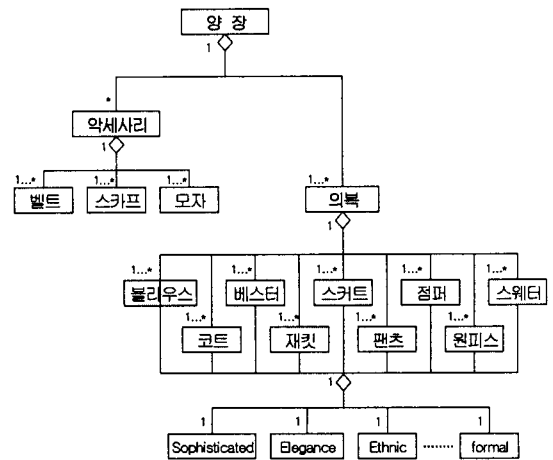 양 장
1
*
악세사리
1
1...*
1...*
1...*
벨트
스카프
모자
1...*
의복
1
1...*
1...*
1...*
1...*
1...*
블라우스
베스터
스커트
점퍼
스웨터
1...*
1...*
1...*
1...*
코트
재킷
팬츠
원피스
1
1
1
1
1
Sophisticated
Elegance
Ethnic
........
formal